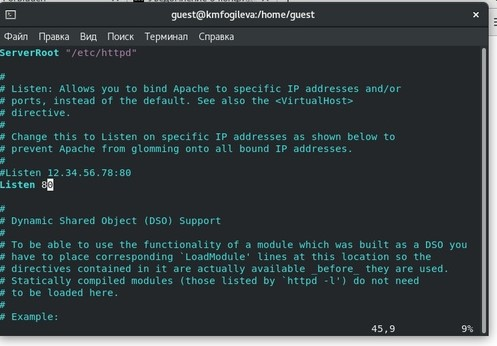 guest@kmfogileva:/home/guest
×
Файл Правка Вид Поиск Терминал Справка
ServerRoot "/etc/httpd"
#
# Listen: Allows you to bind Apache to specific IP addresses and/or
# ports, instead of the default. See also the <VirtualHost>
# directive.
#
# Change this to Listen on specific IP addresses as shown below to
# prevent Apache from glomming onto all bound IP addresses.
#
#Listen 12.34.56.78:80
Listen 80
#
# Dynamic Shared Object (DSO) Support
#
# To be able to use the functionality of a module which was built as a DSO you
# have to place corresponding `LoadModule' lines at this location so the
# directives contained in it are actually available _before_ they are used.
# Statically compiled modules (those listed by `httpd -l') do not need
# to be loaded here.
#
# Example:
45,9 9%